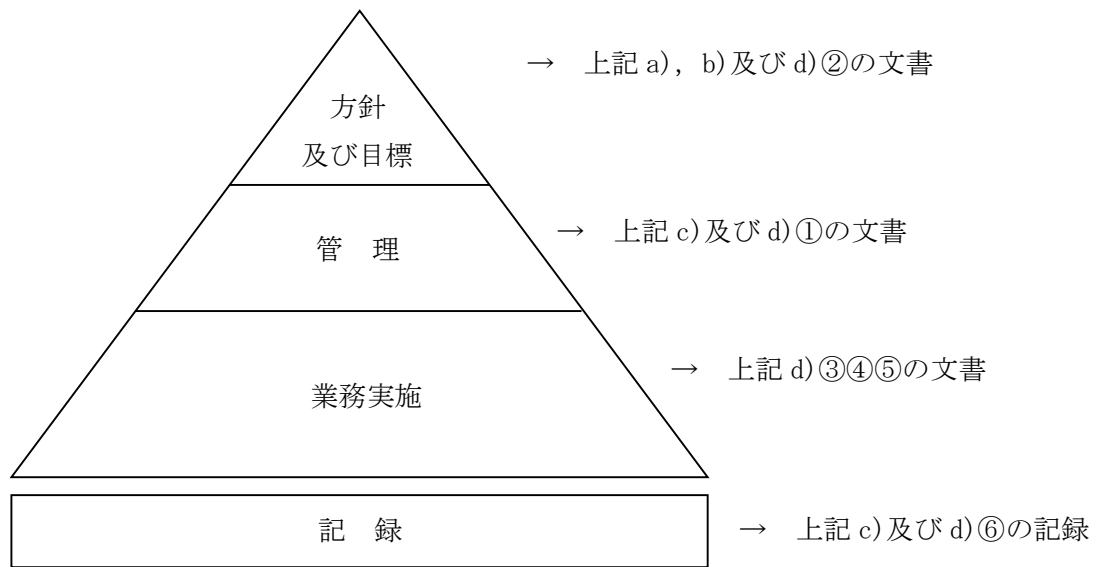 方針
及び目標
→ 上記 a), b)及び d)②の文書
管 理
→ 上記 c)及び d)①の文書
業務実施
→ 上記 d)③④⑤の文書
記 録
→ 上記 c)及び d)⑥の記録